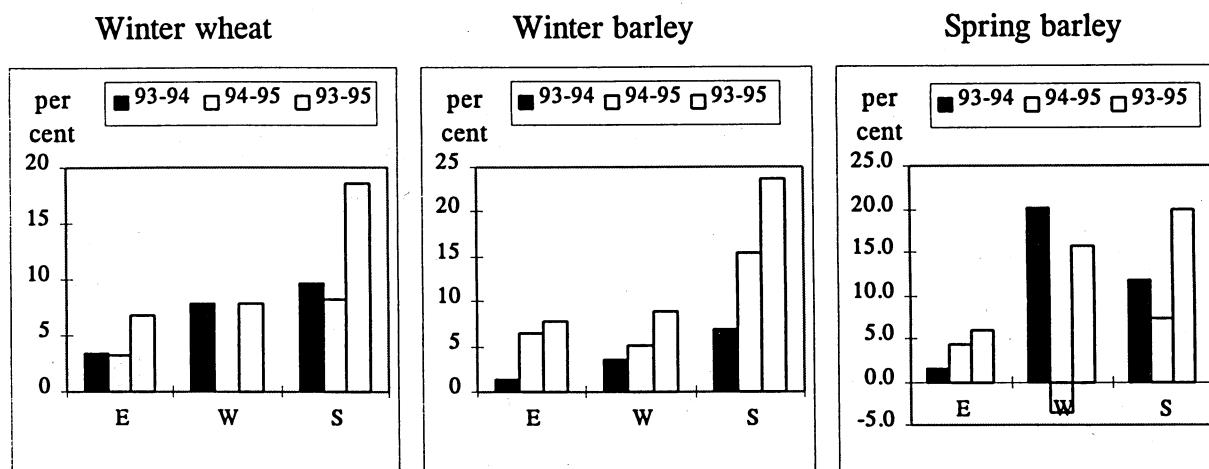 Winter wheat
per cent
93-94 94-95 93-95
20
15
10
5
0
E W S
Winter barley
per cent
93-94 94-95 93-95
25
20
15
10
5
0
E W S
Spring barley
per cent
93-94 94-95 93-95
25.0
20.0
15.0
10.0
5.0
0.0
-5.0
E W S